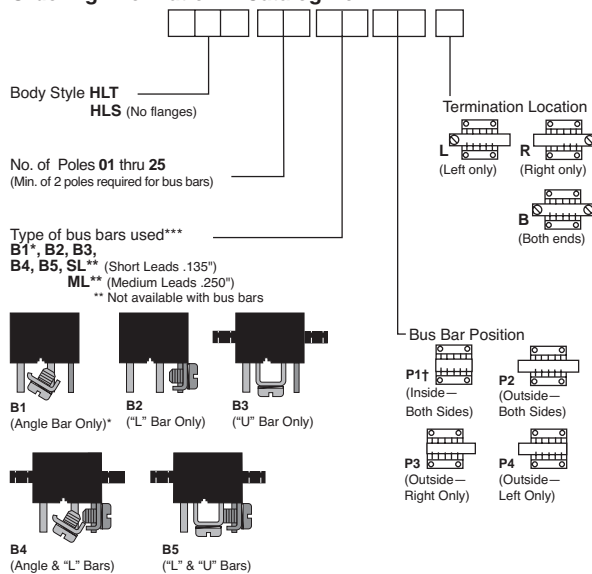 Body Style HLT
HLS (No flanges)
No. of Poles 01 thru 25
(Min. of 2 poles required for bus bars)
Type of bus bars used***
B1*, B2, B3,
B4, B5, SL** (Short Leads .135")
ML** (Medium Leads .250")
** Not available with bus bars
B1
(Angle Bar Only)*
B2
(“L” Bar Only)
B3
(“U” Bar Only)
B4
(Angle & “L” Bars)
B5
(“L” & “U” Bars)
Termination Location
L
(Left only)
R
(Right only)
B
(Both ends)
Bus Bar Position
P1†
(Inside—
Both Sides)
P2
(Outside—
Both Sides)
P3
(Outside—
Right Only)
P4
(Outside—
Left Only)